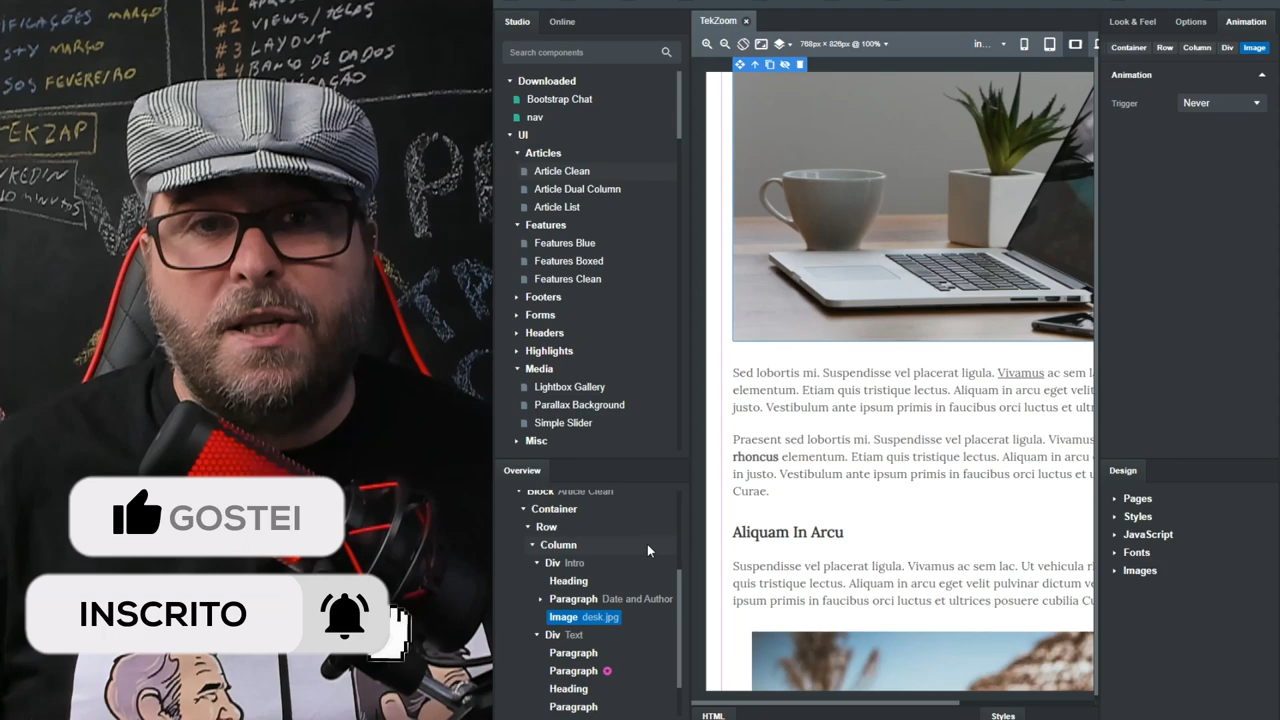 IFICAÇÕES MARÇO
MARÇO
SOS FEVEREIRO
TEKZAP
#1
#2 VIEWS/TELAS
#3 LAYOUT
#4 BANCO DE DADOS
GOSTEI
INSCRITO
Studio
Online
Search components
Downloaded
Bootstrap Chat
nav
UI
Articles
Article Clean
Article Dual Column
Article List
Features
Features Blue
Features Boxed
Features Clean
Footers
Forms
Headers
Highlights
Media
Lightbox Gallery
Parallax Background
Simple Slider
Misc
Overview
Block Article Clean
Container
Row
Column
Div Intro
Heading
Paragraph Date and Author
Image desk.jpg
Div Text
Paragraph
Paragraph
Heading
Paragraph
TekZoom
768px × 826px @ 100%
in...
Sed lobortis mi. Suspendisse vel placerat ligula. Vivamus ac sem
elementum. Etiam quis tristique lectus. Aliquam in arcu eget velit
justo. Vestibulum ante ipsum primis in faucibus orci luctus et
Praesent sed lobortis mi. Suspendisse vel placerat ligula. Vivamus
rhoncus elementum. Etiam quis tristique lectus. Aliquam in arcu
in justo. Vestibulum ante ipsum primis in faucibus orci luctus et
Curae.
Aliquam In Arcu
Suspendisse vel placerat ligula. Vivamus ac sem lac. Ut vehicula
quis tristique lectus. Aliquam in arcu eget velit pulvinar dictum
ipsum primis in faucibus orci luctus et ultrices posuere cubilia
HTML
Styles
Look & Feel
Options
Animation
Container
Row
Column
Div
Image
Animation
Trigger
Never
Design
Pages
Styles
JavaScript
Fonts
Images